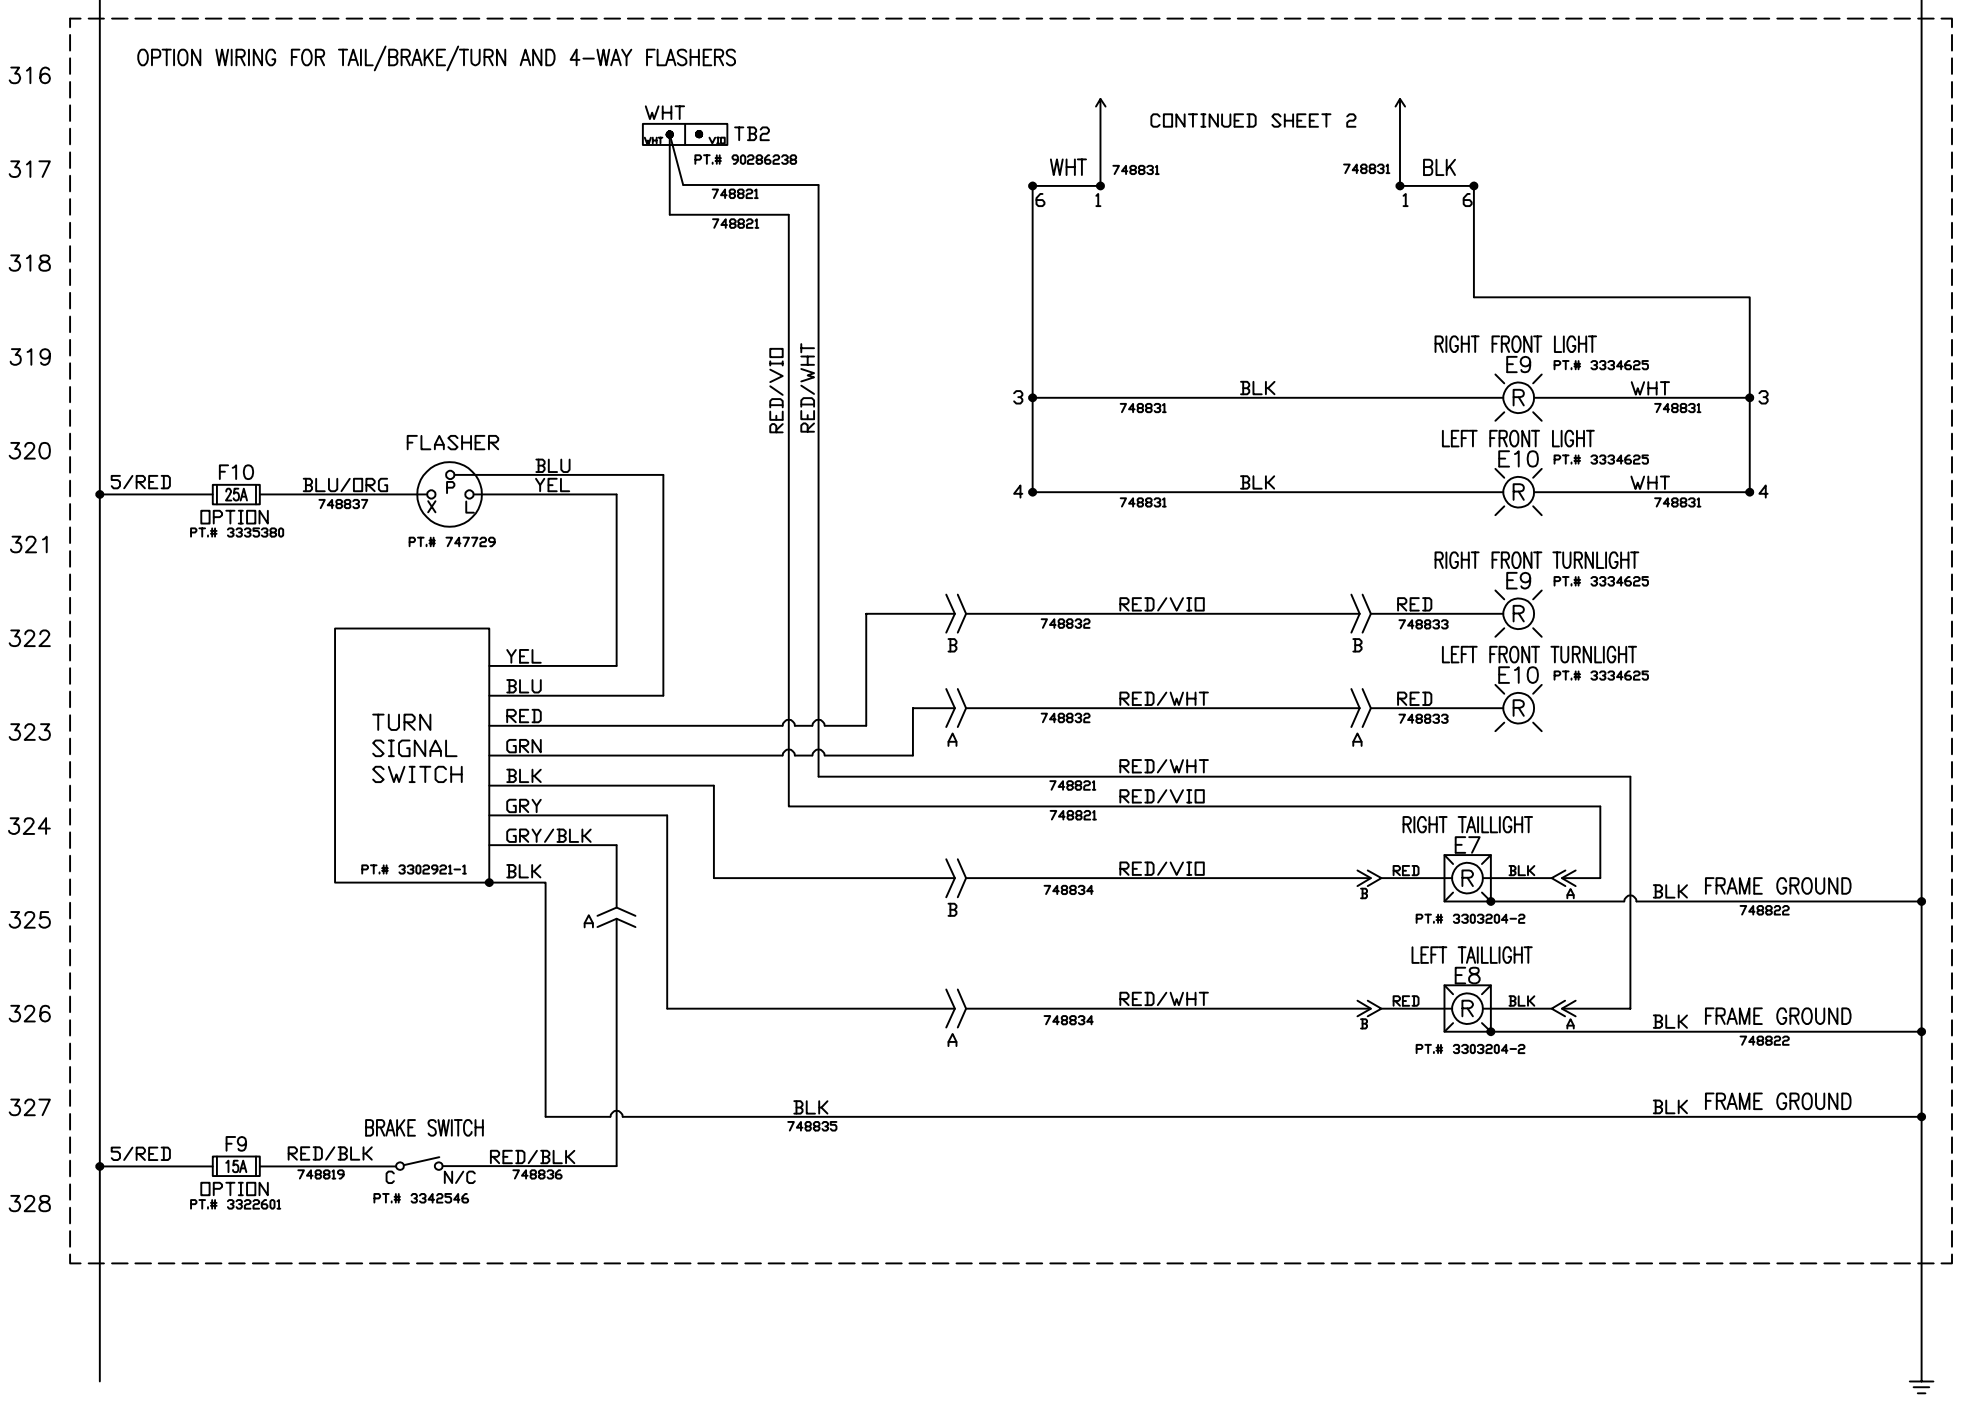 OPTION WIRING FOR TAIL/BRAKE/TURN AND 4-WAY FLASHERS
316
WHT
WHT VIO TB2
PT.# 90286238
CONTINUED SHEET 2
317
WHT 748831
748831 BLK
6 1
1 6
748821
748821
318
RED/VIO
RED/WHT
319
RIGHT FRONT LIGHT
E9 PT.# 3334625
3 BLK R WHT 3
748831 748831
320
FLASHER
LEFT FRONT LIGHT
E10 PT.# 3334625
5/RED F10 BLU/ORG BLU
25A 748837 P YEL
X L
OPTION
PT.# 3335380
PT.# 747729
4 BLK R WHT 4
748831 748831
321
RIGHT FRONT TURNLIGHT
E9 PT.# 3334625
RED/VIO RED R
748832 748833
B B
322
LEFT FRONT TURNLIGHT
E10 PT.# 3334625
YEL
BLU
RED/WHT RED R
748832 748833
A A
323
TURN
SIGNAL
SWITCH
RED
GRN
BLK
GRY
GRY/BLK
BLK
PT.# 3302921-1
RED/WHT
748821
RED/VIO
748821
324
RIGHT TAILLIGHT
E7
RED/VIO RED R BLK
748834 B A
B
BLK FRAME GROUND
748822
PT.# 3303204-2
325
A
LEFT TAILLIGHT
E8
326
RED/WHT RED R BLK
748834 B A
A
BLK FRAME GROUND
748822
PT.# 3303204-2
327
BLK
748835
BLK FRAME GROUND
BRAKE SWITCH
5/RED F9 RED/BLK RED/BLK
15A 748819 C N/C 748836
OPTION
PT.# 3322601
PT.# 3342546
328